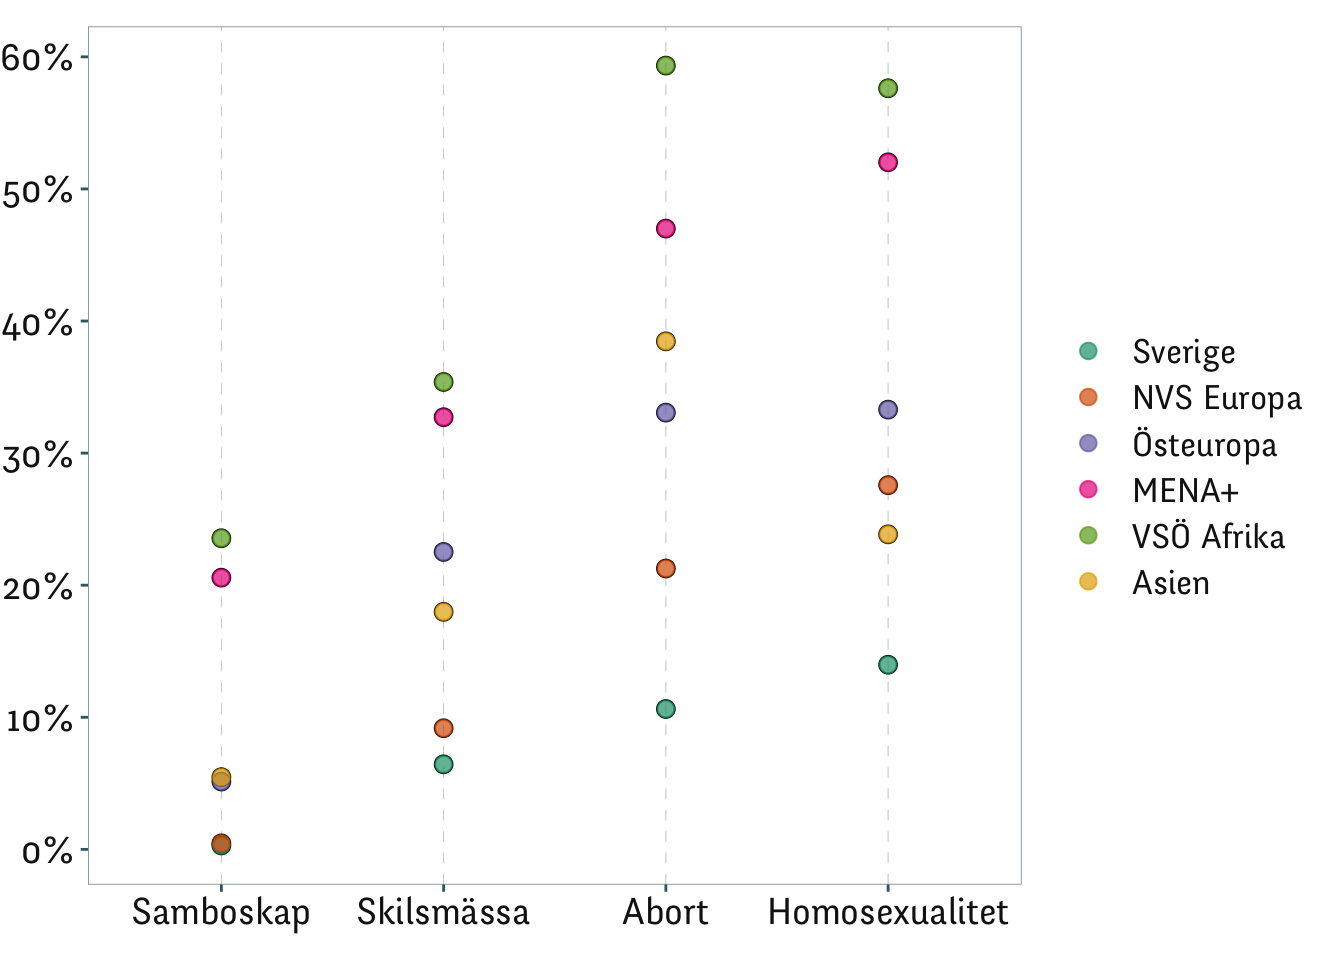 60%
50%
40%
30%
20%
10%
0%
Samboskap Skilsmässa Abort Homosexualitet
Sverige
NVS Europa
Östeuropa
MENA+
VSÖ Afrika
Asien